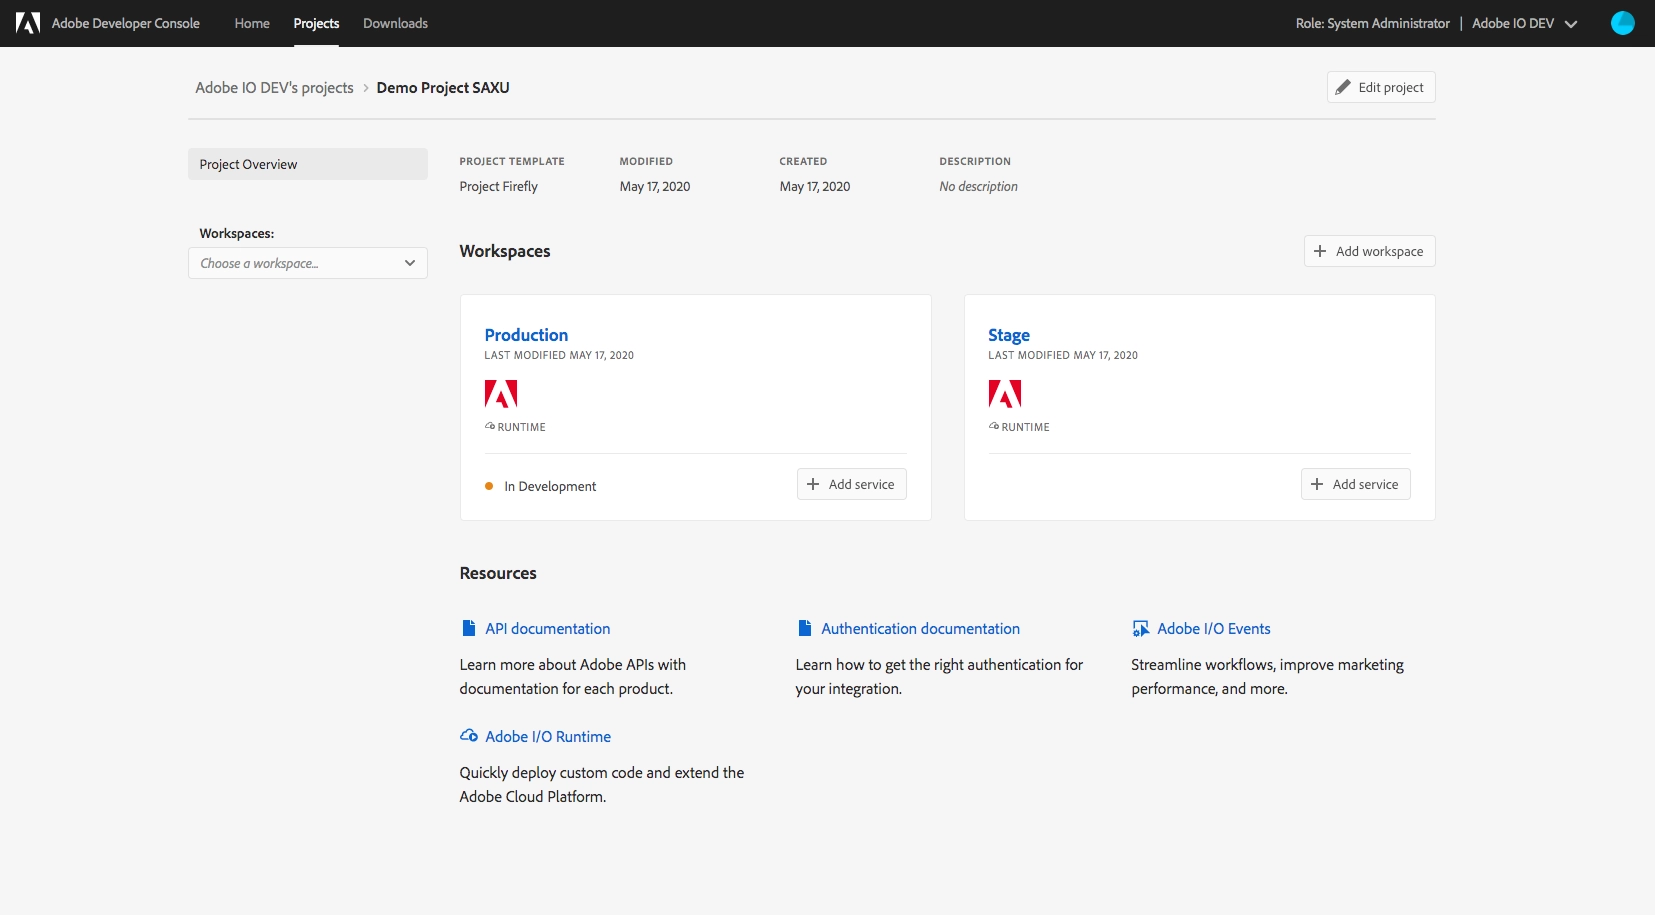 Adobe Developer Console Home Projects Downloads Role: System Administrator | Adobe IO DEV
Adobe IO DEV's projects > Demo Project SAXU Edit project
Project Overview
Workspaces:
Choose a workspace...
PROJECT TEMPLATE MODIFIED CREATED DESCRIPTION
Project Firefly May 17, 2020 May 17, 2020 No description
Workspaces Add workspace
Production
LAST MODIFIED MAY 17, 2020
RUNTIME
In Development Add service
Stage
LAST MODIFIED MAY 17, 2020
RUNTIME
Add service
Resources
API documentation
Learn more about Adobe APIs with
documentation for each product.
Authentication documentation
Learn how to get the right authentication for
your integration.
Adobe I/O Events
Streamline workflows, improve marketing
performance, and more.
Adobe I/O Runtime
Quickly deploy custom code and extend the
Adobe Cloud Platform.